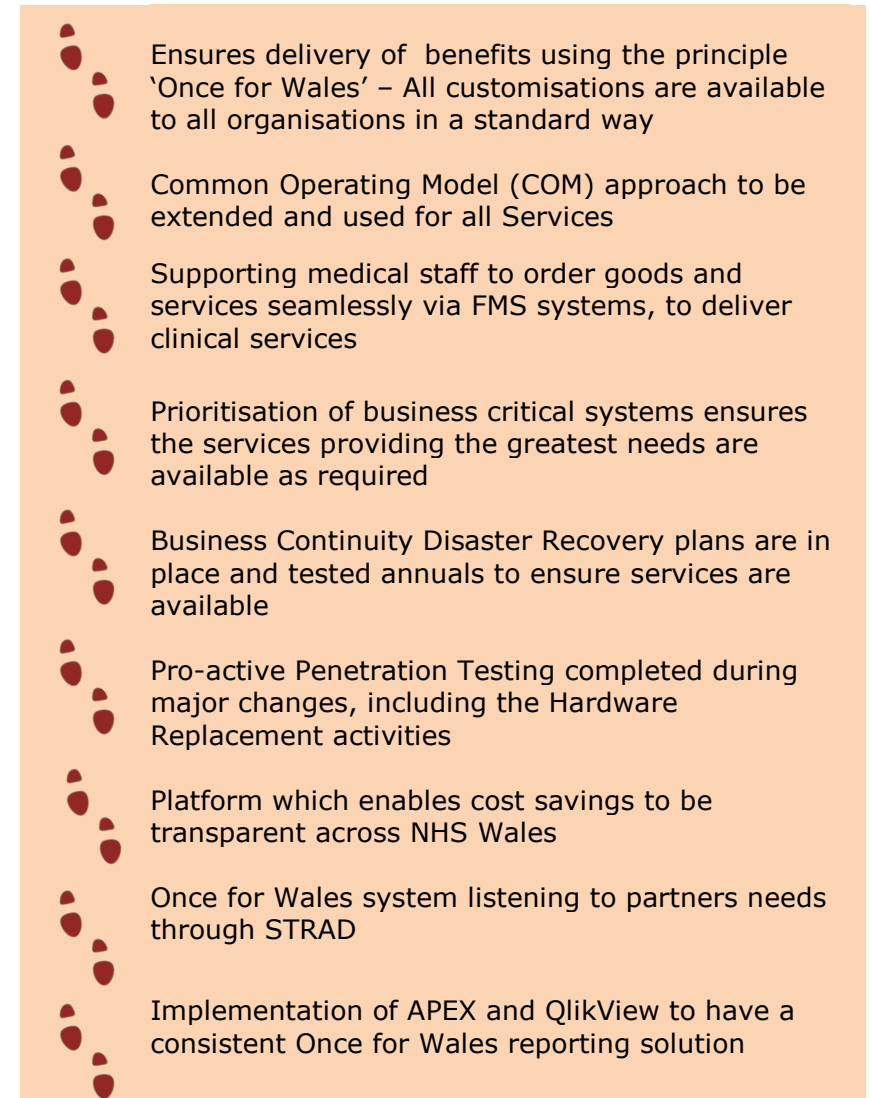 Ensures delivery of  benefits using the principle
‘Once for Wales’ – All customisations are available
to all organisations in a standard way
Common Operating Model (COM) approach to be
extended and used for all Services
Supporting medical staff to order goods and
services seamlessly via FMS systems, to deliver
clinical services
Prioritisation of business critical systems ensures
the services providing the greatest needs are
available as required
Business Continuity Disaster Recovery plans are in
place and tested annuals to ensure services are
available
Pro-active Penetration Testing completed during
major changes, including the Hardware
Replacement activities
Platform which enables cost savings to be
transparent across NHS Wales
Once for Wales system listening to partners needs
through STRAD
Implementation of APEX and QlikView to have a
consistent Once for Wales reporting solution